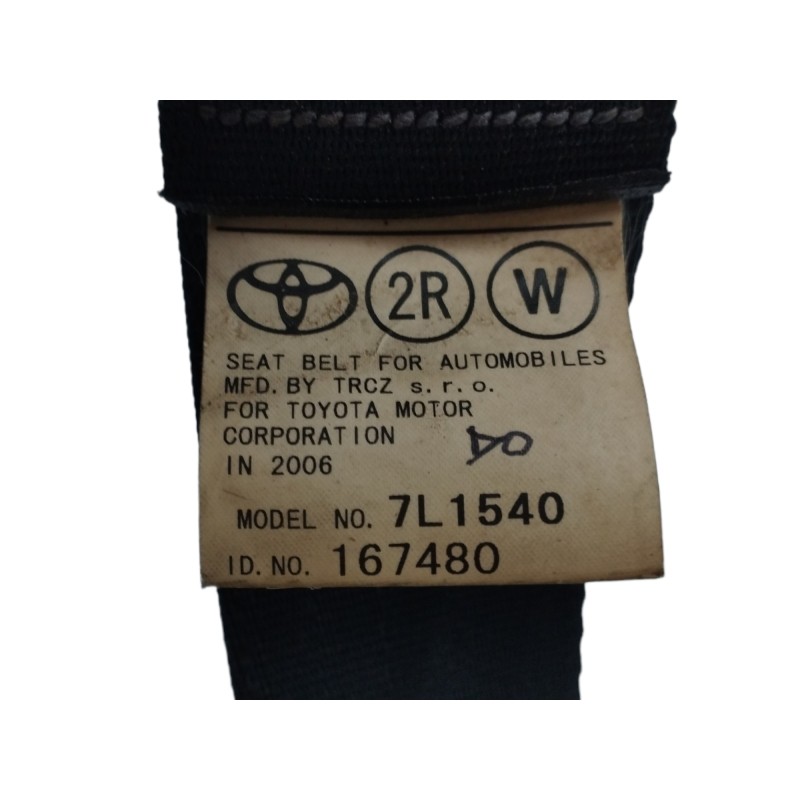 2R W
SEAT BELT FOR AUTOMOBILES
MFD. BY TRCZ s.r.o.
FOR TOYOTA MOTOR
CORPORATION
IN 2006
MODEL NO. 7L1540
ID. NO. 167480